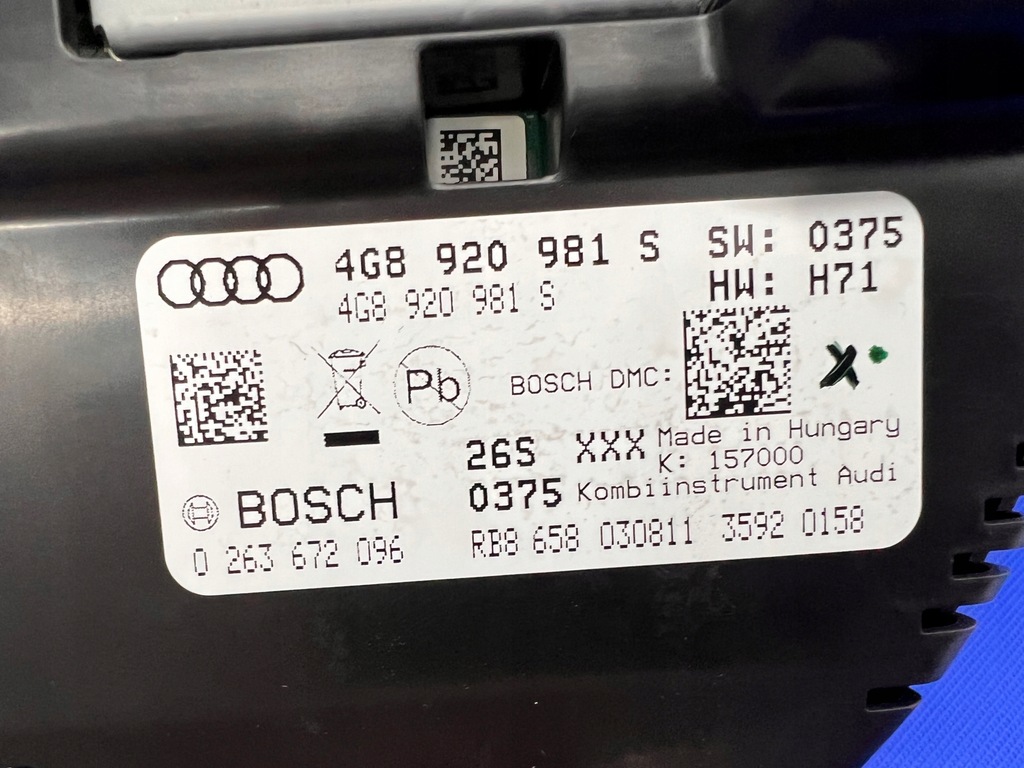 4G8 920 981 S SW: 0375
4G8 920 981 S HW: H71
Pb
BOSCH DMC:
X
26S XXX Made in Hungary
K: 157000
0375 Kombiinstrument Audi
BOSCH
0 263 672 096
RB8 658 030811 3592 0158